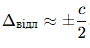 Δвідл ≈ ± c/2.